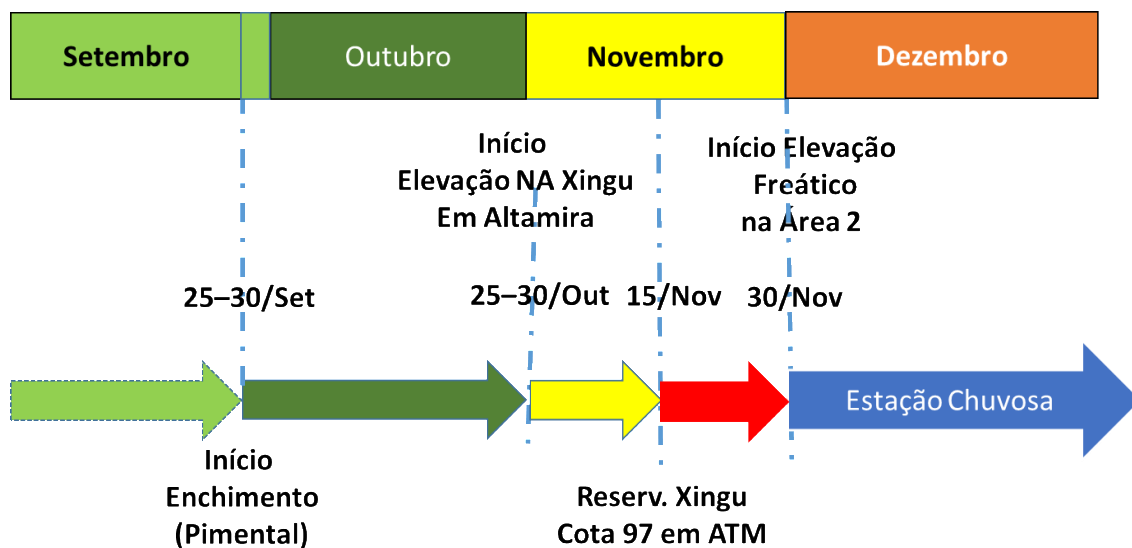 Setembro
Outubro
Novembro
Dezembro
Início
Elevação NA Xingu
Em Altamira
Início Elevação
Freático
na Área 2
25–30/Set
25–30/Out
15/Nov
30/Nov
Estação Chuvosa
Início
Enchimento
(Pimental)
Reserv. Xingu
Cota 97 em ATM